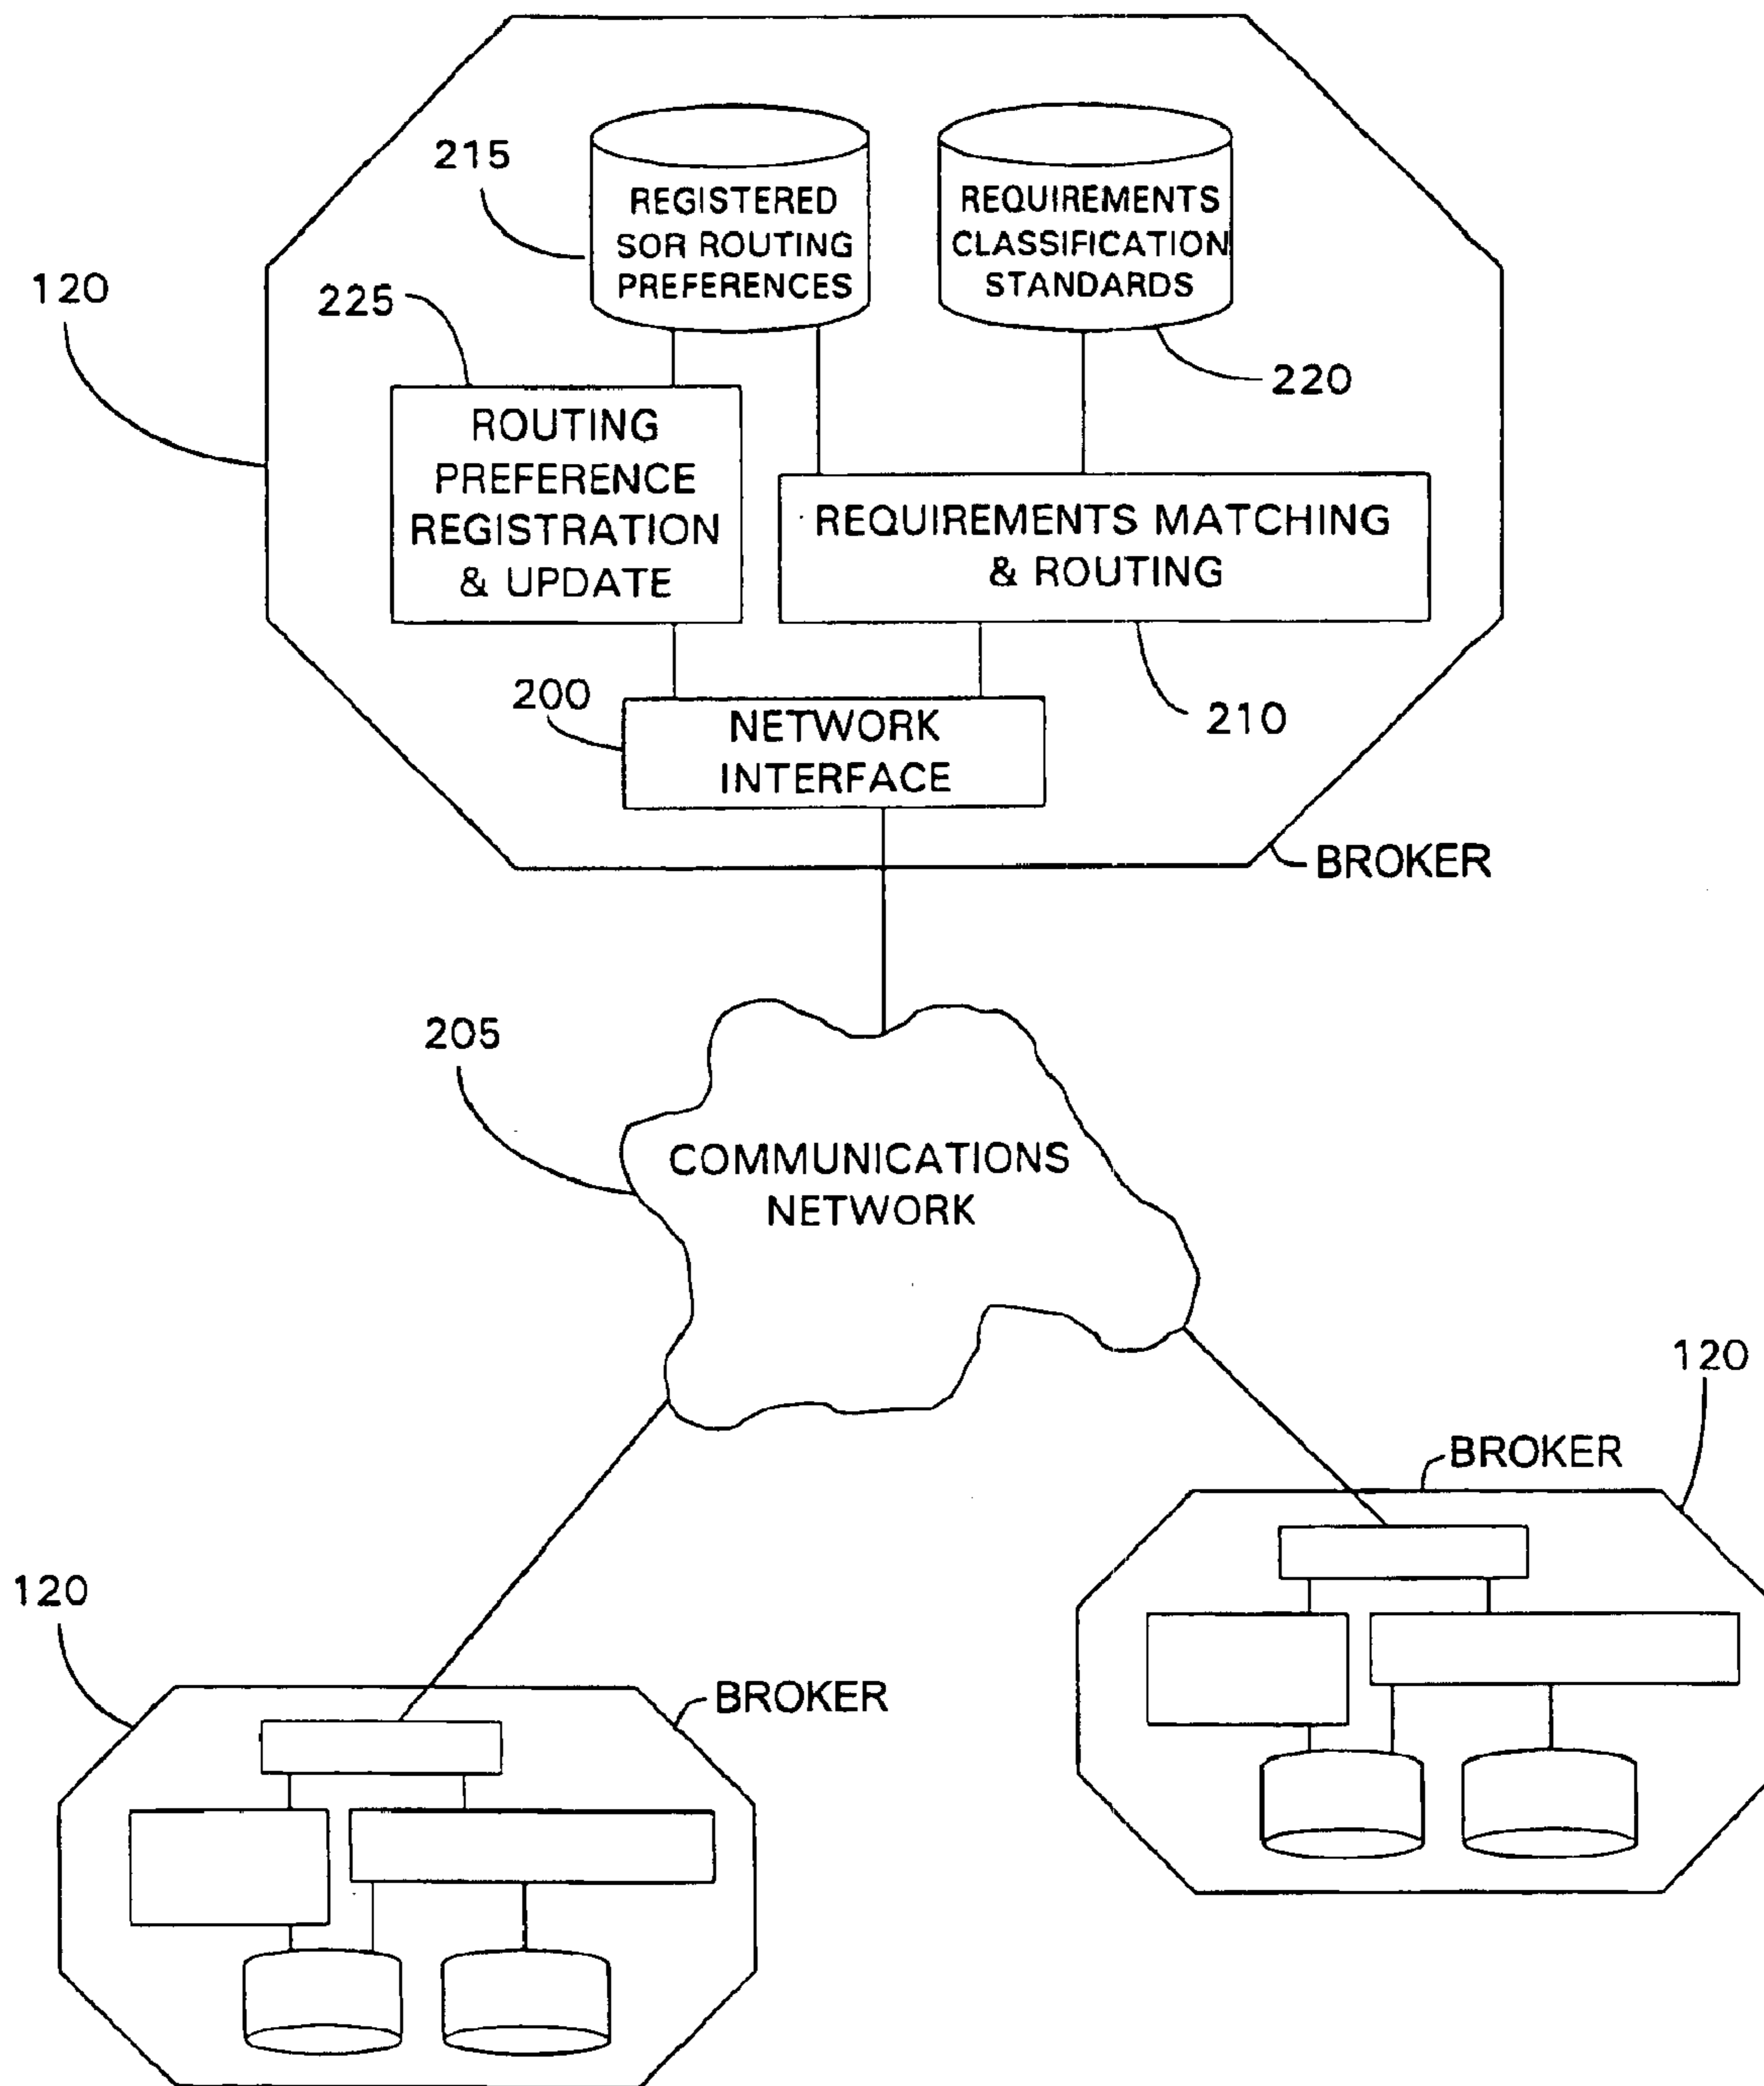 215
REGISTERED
SOR ROUTING
PREFERENCES
REQUIREMENTS
CLASSIFICATION
STANDARDS
120
225
220
ROUTING
PREFERENCE
REGISTRATION
& UPDATE
REQUIREMENTS MATCHING
& ROUTING
200
NETWORK
INTERFACE
210
BROKER
205
COMMUNICATIONS
NETWORK
120
BROKER
120
BROKER